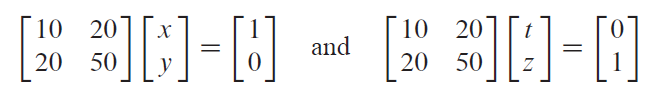 [10 20; 20 50] [x; y] = [1; 0] and [10 20; 20 50] [t; z] = [0; 1]